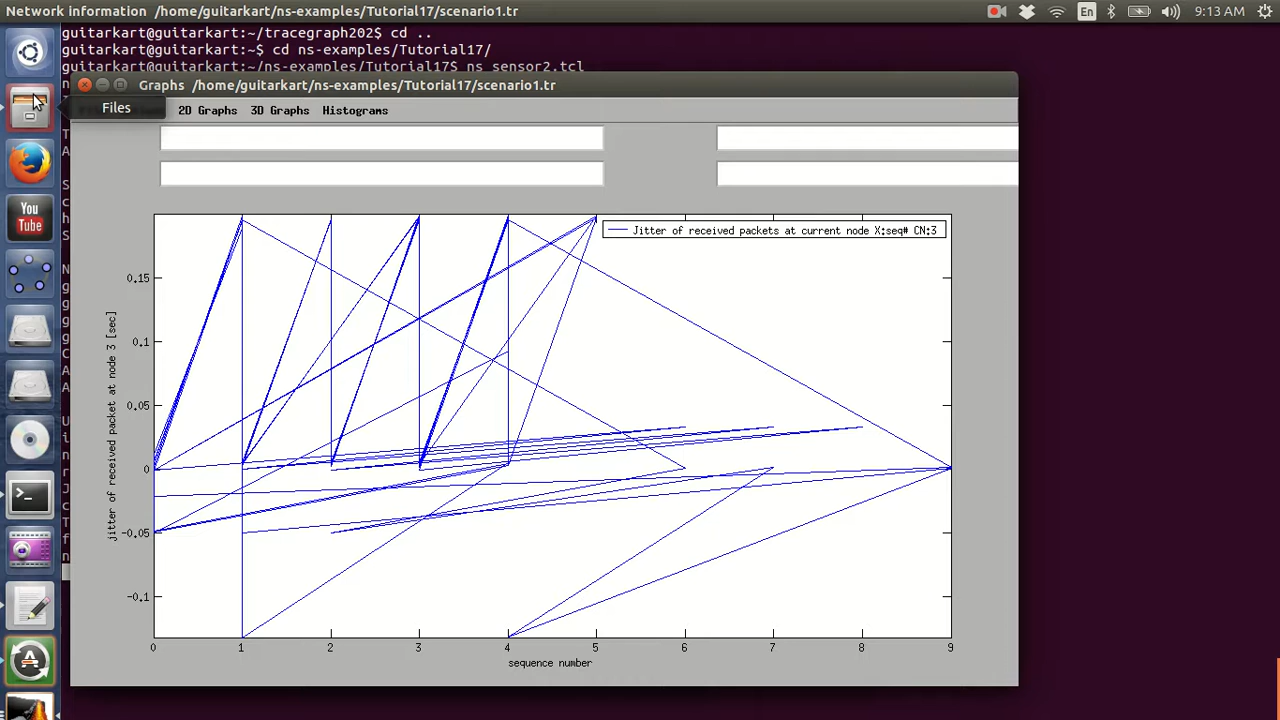 Network information /home/guitarkart/ns-examples/Tutorial17/scenario1.tr
En
9:13 AM
guitarkart@guitarkart:~/tracegraph202$ cd ..
guitarkart@guitarkart:~$ cd ns-examples/Tutorial17/
guitarkart@guitarkart:~/ns-examples/Tutorial17$ ns sensor2.tcl
Graphs /home/guitarkart/ns-examples/Tutorial17/scenario1.tr
Files
2D Graphs 3D Graphs Histograms
You
Tube
Jitter of received packets at current node X:seq# CN:3
jitter of received packet at node 3 [sec]
0.15
0.1
0.05
0
-0.05
-0.1
0 1 2 3 4 5 6 7 8 9
sequence number